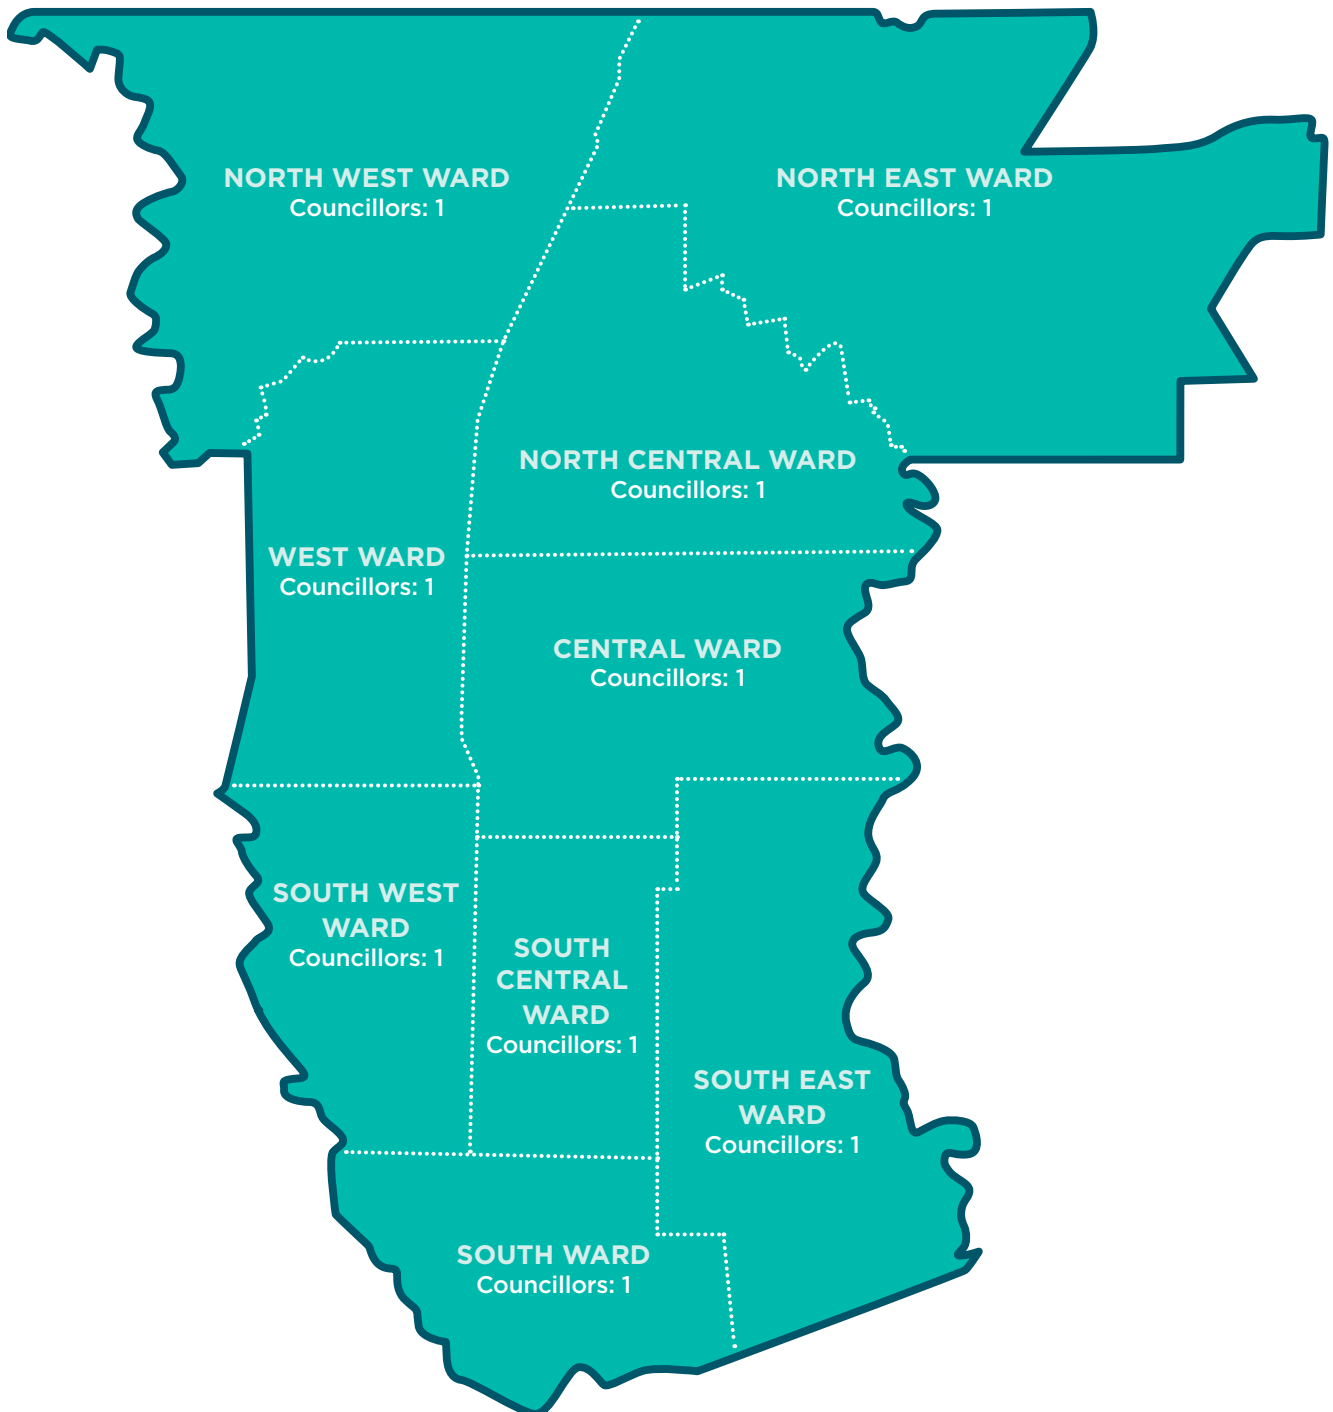 NORTH WEST WARD
Councillors: 1
NORTH EAST WARD
Councillors: 1
NORTH CENTRAL WARD
Councillors: 1
WEST WARD
Councillors: 1
CENTRAL WARD
Councillors: 1
SOUTH WEST
WARD
Councillors: 1
SOUTH
CENTRAL
WARD
Councillors: 1
SOUTH EAST
WARD
Councillors: 1
SOUTH WARD
Councillors: 1